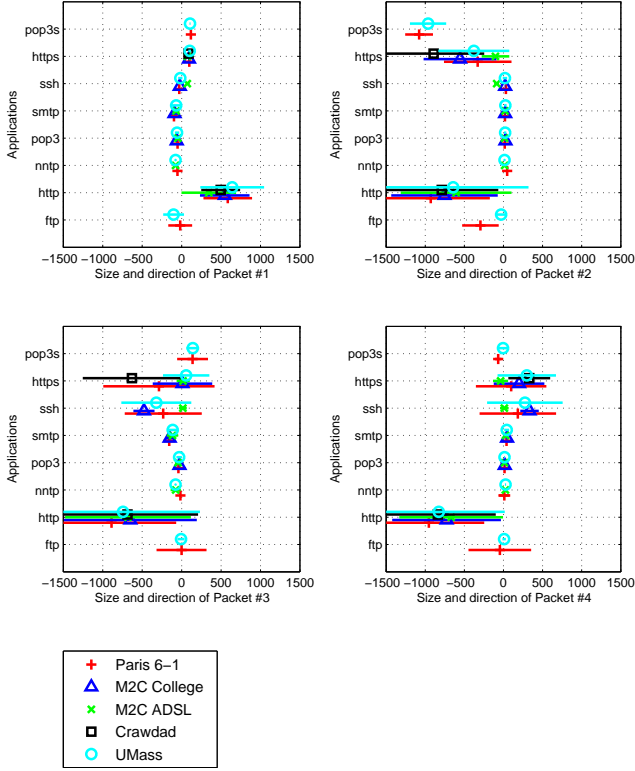 pop3s
https
ssh
smtp
pop3
nntp
http
ftp
Applications
−1500 −1000 −500 0 500 1000 1500
Size and direction of Packet #1
pop3s
https
ssh
smtp
pop3
nntp
http
ftp
Applications
−1500 −1000 −500 0 500 1000 1500
Size and direction of Packet #2
pop3s
https
ssh
smtp
pop3
nntp
http
ftp
Applications
−1500 −1000 −500 0 500 1000 1500
Size and direction of Packet #3
pop3s
https
ssh
smtp
pop3
nntp
http
ftp
Applications
−1500 −1000 −500 0 500 1000 1500
Size and direction of Packet #4
Paris 6−1
M2C College
M2C ADSL
Crawdad
UMass